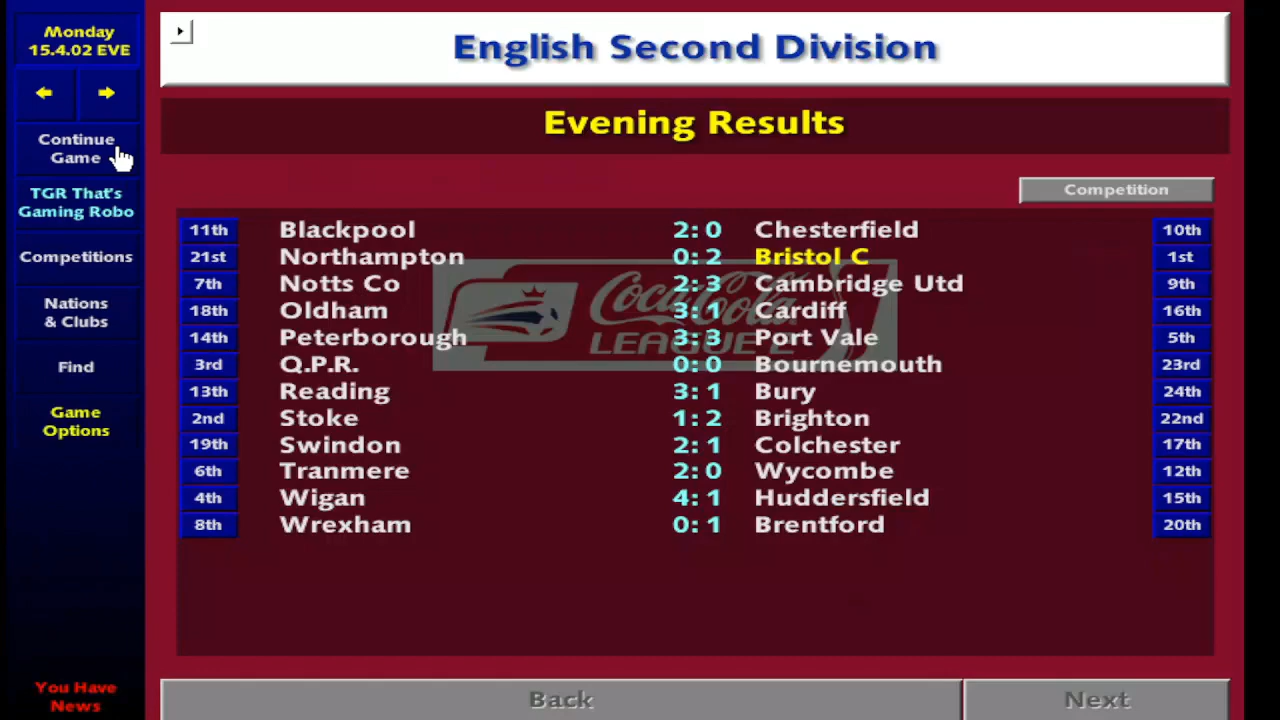 Monday
15.4.02 EVE
Continue
Game
TGR That's
Gaming Robo
Competitions
Nations
& Clubs
Find
Game
Options
You Have
News
English Second Division
Evening Results
Competition
11th Blackpool 2:0 Chesterfield 10th
21st Northampton 0:2 Bristol C 1st
7th Notts Co 2:3 Cambridge Utd 9th
18th Oldham 3:1 Cardiff 16th
14th Peterborough 3:3 Port Vale 5th
3rd Q.P.R. 0:0 Bournemouth 23rd
13th Reading 3:1 Bury 24th
2nd Stoke 1:2 Brighton 22nd
19th Swindon 2:1 Colchester 17th
6th Tranmere 2:0 Wycombe 12th
4th Wigan 4:1 Huddersfield 15th
8th Wrexham 0:1 Brentford 20th
Coca-Cola
LEAGUE
Back
Next